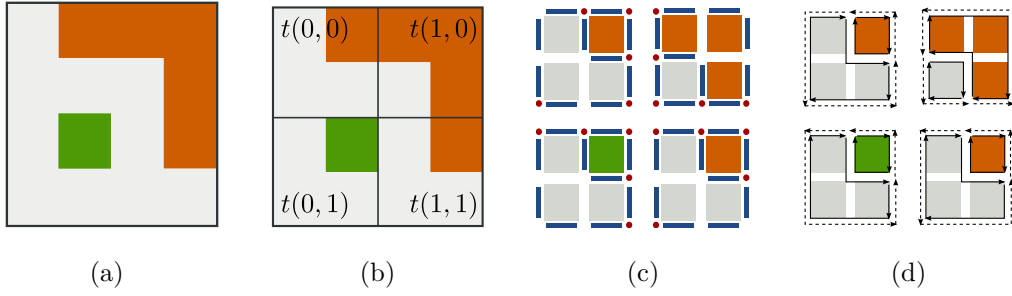 t(0, 0) t(1, 0)
t(0, 1) t(1, 1)
(a) (b) (c) (d)